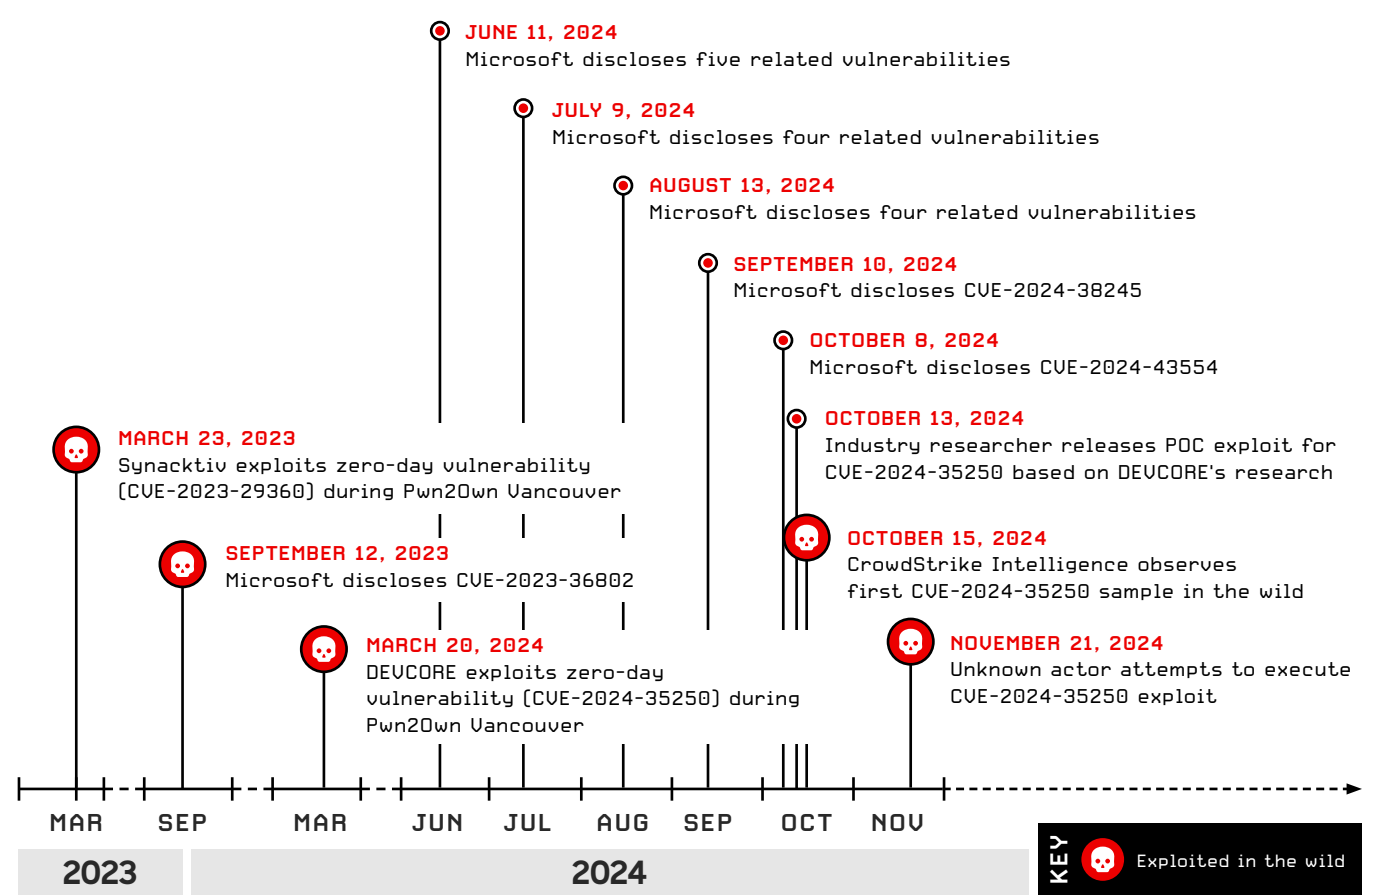 JUNE 11, 2024
Microsoft discloses five related vulnerabilities
JULY 9, 2024
Microsoft discloses four related vulnerabilities
AUGUST 13, 2024
Microsoft discloses four related vulnerabilities
SEPTEMBER 10, 2024
Microsoft discloses CVE-2024-38245
OCTOBER 8, 2024
Microsoft discloses CVE-2024-43554
OCTOBER 13, 2024
Industry researcher releases POC exploit for
CVE-2024-35250 based on DEVCORE's research
MARCH 23, 2023
Synacktiv exploits zero-day vulnerability
(CVE-2023-29360) during Pwn2Own Vancouver
OCTOBER 15, 2024
CrowdStrike Intelligence observes
first CVE-2024-35250 sample in the wild
SEPTEMBER 12, 2023
Microsoft discloses CVE-2023-36802
MARCH 20, 2024
DEVCORE exploits zero-day
vulnerability (CVE-2024-35250) during
Pwn2Own Vancouver
NOVEMBER 21, 2024
Unknown actor attempts to execute
CVE-2024-35250 exploit
MAR SEP MAR JUN JUL AUG SEP OCT NOV
2023 2024
KEY
Exploited in the wild